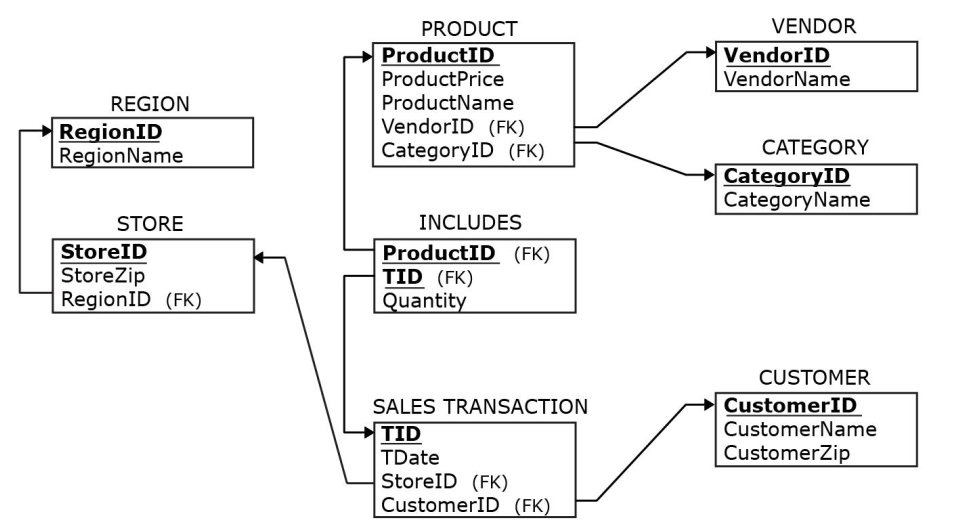 PRODUCT
ProductID
ProductPrice
ProductName
VendorID (FK)
CategoryID (FK)
VENDOR
VendorID
VendorName
REGION
RegionID
RegionName
CATEGORY
CategoryID
CategoryName
STORE
StoreID
StoreZip
RegionID (FK)
INCLUDES
ProductID (FK)
TID (FK)
Quantity
SALES TRANSACTION
TID
TDate
StoreID (FK)
CustomerID (FK)
CUSTOMER
CustomerID
CustomerName
CustomerZip